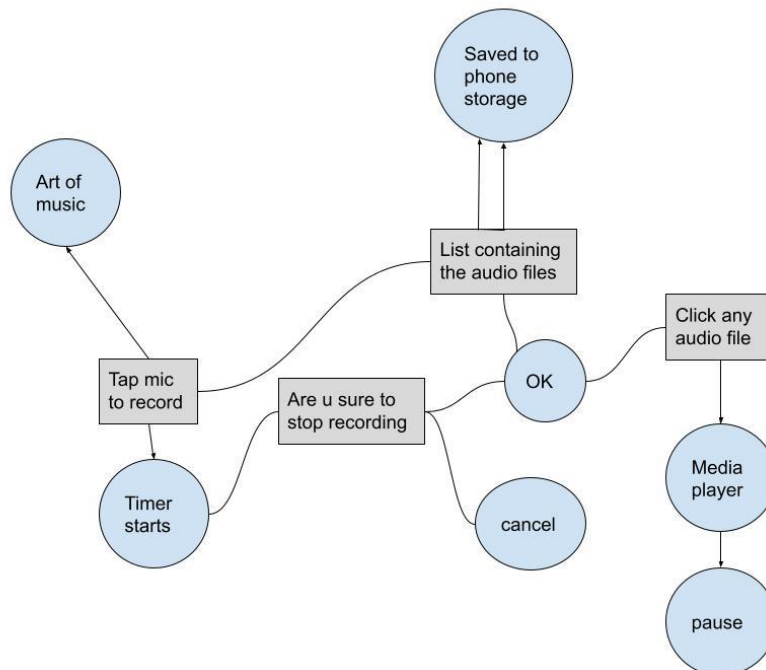 Saved to
phone
storage
Art of
music
List containing
the audio files
Click any
audio file
Tap mic
to record
Are u sure to
stop recording
OK
Timer
starts
cancel
Media
player
pause